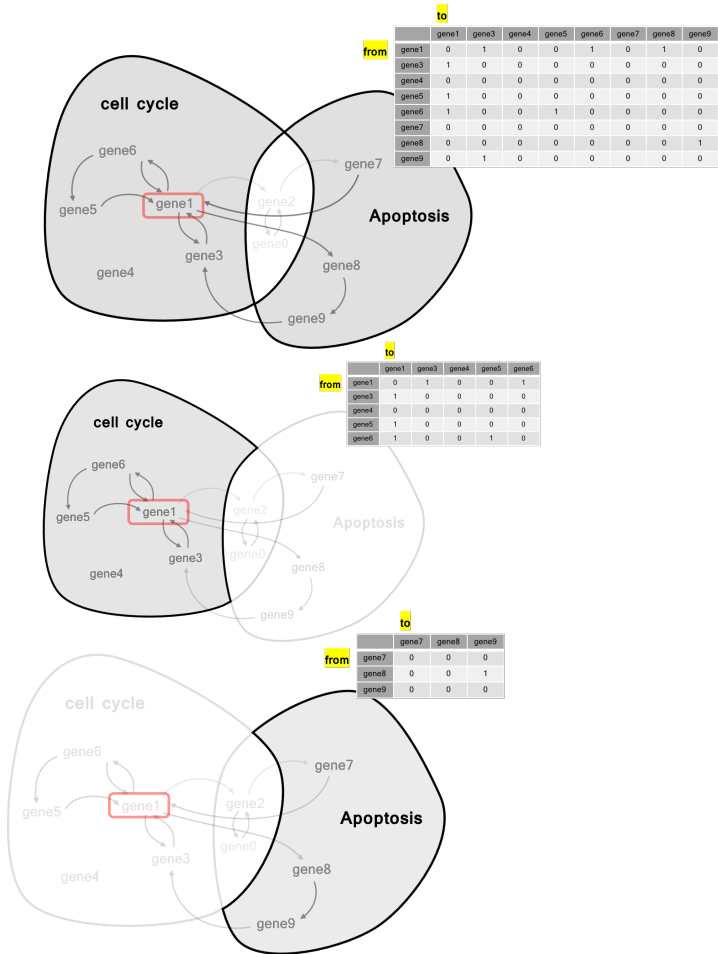 to
gene1 gene3 gene4 gene5 gene6 gene7 gene8 gene9
from
gene1 0 1 0 0 1 0 1 0
gene3 1 0 0 0 0 0 0 0
gene4 0 0 0 0 0 0 0 0
gene5 1 0 0 0 0 0 0 0
gene6 1 0 0 1 0 0 0 0
gene7 0 0 0 0 0 0 0 0
gene8 0 0 0 0 0 0 0 1
gene9 0 1 0 0 0 0 0 0
cell cycle
gene6
gene7
gene5
gene1
gene2
Apoptosis
gene0
gene3
gene8
gene4
gene9
to
gene1 gene3 gene4 gene5 gene6
from
gene1 0 1 0 0 1
gene3 1 0 0 0 0
gene4 0 0 0 0 0
gene5 1 0 0 0 0
gene6 1 0 0 1 0
cell cycle
gene6
gene7
gene5
gene1
gene2
Apoptosis
gene0
gene3
gene8
gene4
gene9
to
gene7 gene8 gene9
from
gene7 0 0 0
gene8 0 0 1
gene9 0 0 0
cell cycle
gene6
gene7
gene5
gene1
gene2
Apoptosis
gene0
gene3
gene8
gene4
gene9